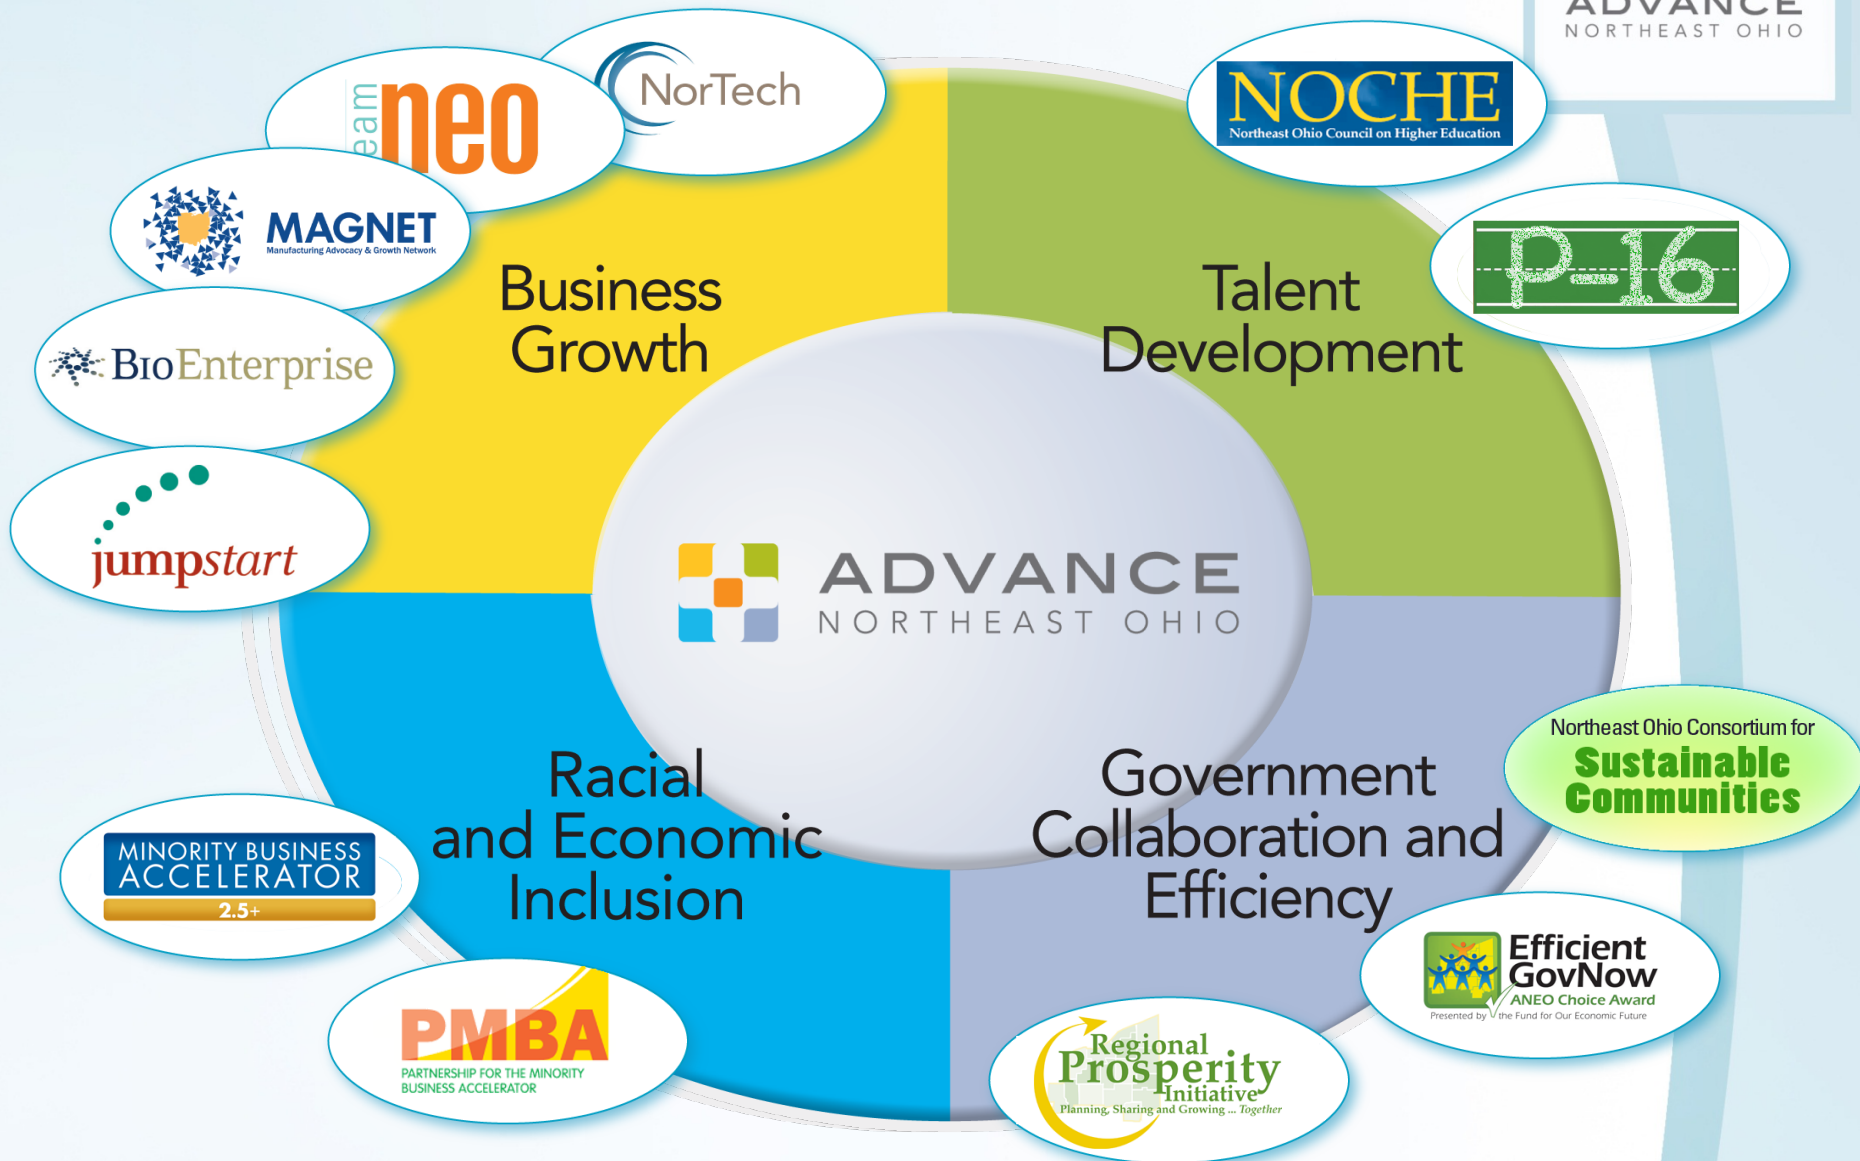 ADVANCE
NORTHEAST OHIO
NorTech
team
neo
NOCHE
Northeast Ohio Council on Higher Education
MAGNET
Manufacturing Advocacy & Growth Network
P-16
Business
Growth
Talent
Development
BioEnterprise
jumpstart
ADVANCE
NORTHEAST OHIO
Racial
and Economic
Inclusion
Government
Collaboration and
Efficiency
Northeast Ohio Consortium for
Sustainable
Communities
MINORITY BUSINESS
ACCELERATOR
2.5+
Efficient
GovNow
ANEO Choice Award
Presented by the Fund for Our Economic Future
PMBA
PARTNERSHIP FOR THE MINORITY
BUSINESS ACCELERATOR
Regional
Prosperity
Initiative
Planning, Sharing and Growing ... Together